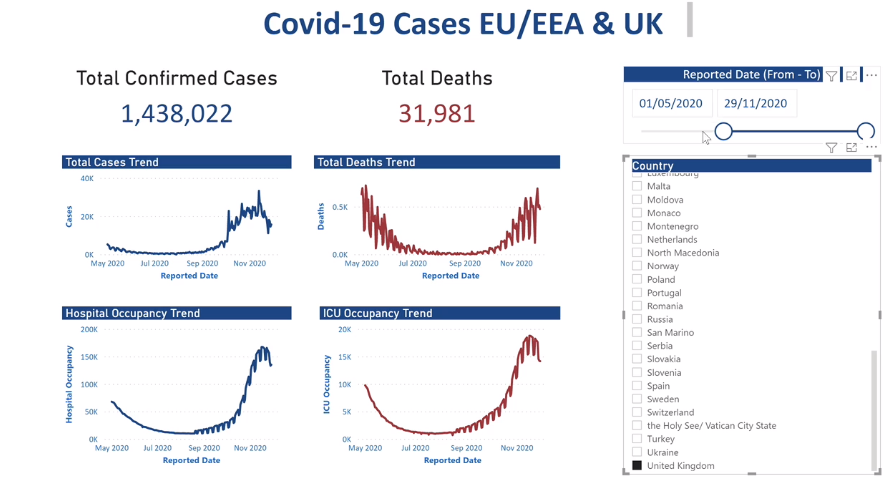 Covid-19 Cases EU/EEA & UK
Total Confirmed Cases
1,438,022
Total Deaths
31,981
Reported Date (From - To)
01/05/2020
29/11/2020
Total Cases Trend
40K
20K
0K
Cases
May 2020
Jul 2020
Sep 2020
Nov 2020
Reported Date
Total Deaths Trend
0.5K
0.0K
Deaths
May 2020
Jul 2020
Sep 2020
Nov 2020
Reported Date
Hospital Occupancy Trend
200K
150K
100K
50K
0K
Hospital Occupancy
May 2020
Jul 2020
Sep 2020
Nov 2020
Reported Date
ICU Occupancy Trend
20K
15K
10K
5K
0K
ICU Occupancy
May 2020
Jul 2020
Sep 2020
Nov 2020
Reported Date
Country
Luxembourg
Malta
Moldova
Monaco
Montenegro
Netherlands
North Macedonia
Norway
Poland
Portugal
Romania
Russia
San Marino
Serbia
Slovakia
Slovenia
Spain
Sweden
Switzerland
the Holy See/ Vatican City State
Turkey
Ukraine
United Kingdom